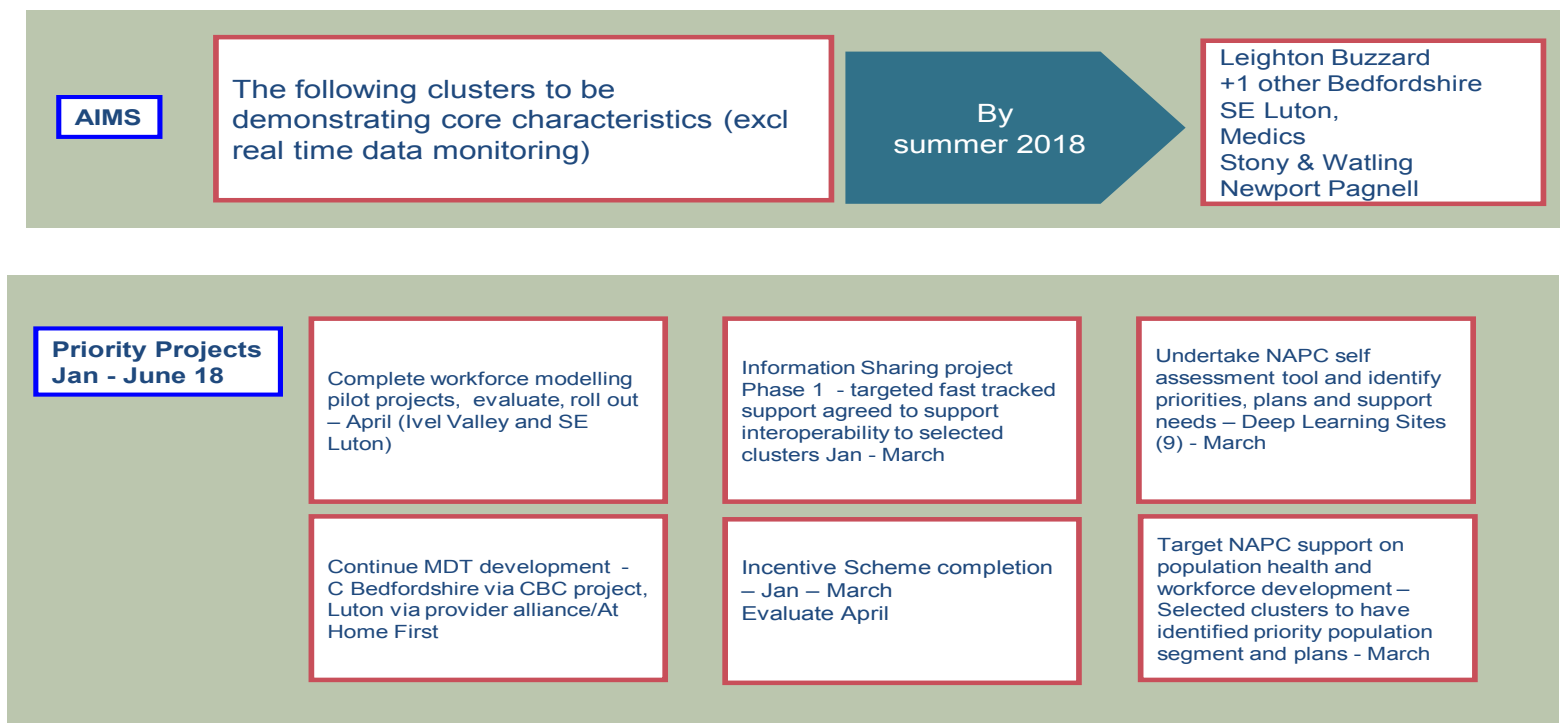 AIMS
The following clusters to be
demonstrating core characteristics (excl
real time data monitoring)
By
summer 2018
Leighton Buzzard
+1 other Bedfordshire
SE Luton,
Medics
Stony & Watling
Newport Pagnell
Priority Projects
Jan - June 18
Complete workforce modelling
pilot projects,  evaluate, roll out
– April (Ivel Valley and SE
Luton)
Information Sharing project
Phase 1  - targeted fast tracked
support agreed to support
interoperability to selected
clusters Jan - March
Undertake NAPC self
assessment tool and identify
priorities, plans and support
needs – Deep Learning Sites
(9) - March
Continue MDT development  -
C Bedfordshire via CBC project,
Luton via provider alliance/At
Home First
Incentive Scheme completion
– Jan – March
Evaluate April
Target NAPC support on
population health and
workforce development –
Selected clusters to have
identified priority population
segment and plans - March